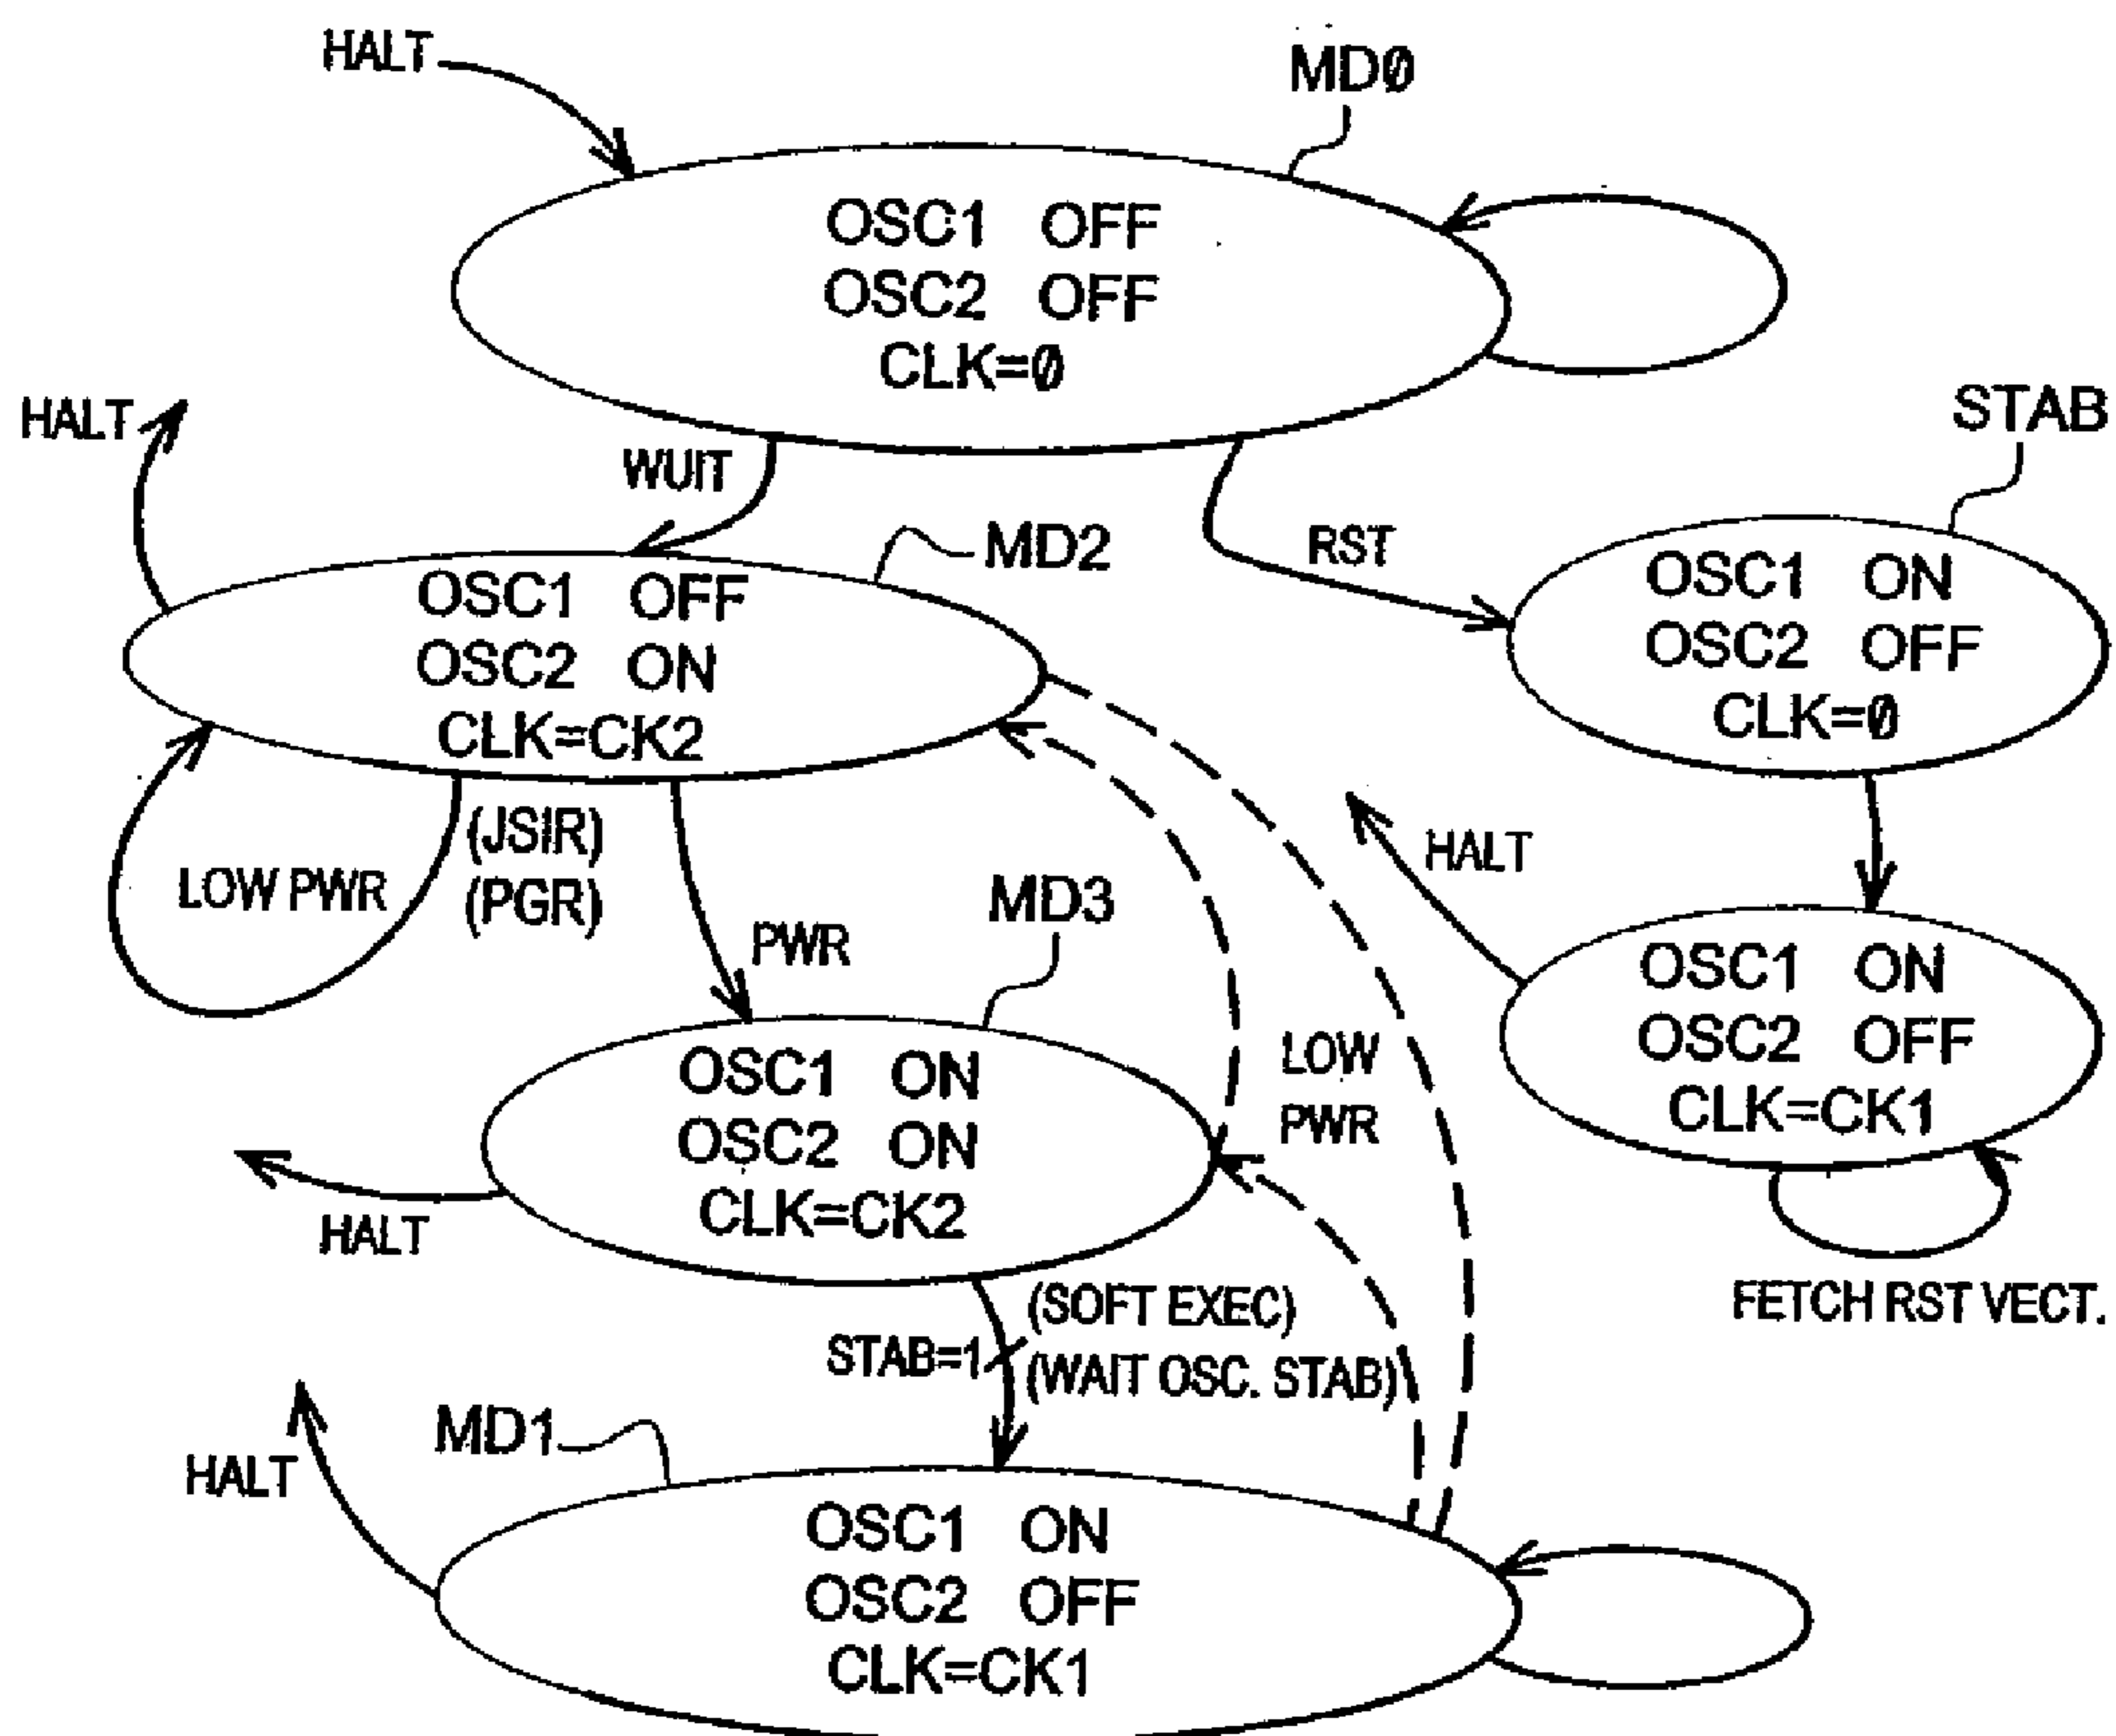 HALT
MD0
OSC1 OFF
OSC2 OFF
CLK=0
HALT
WUIT
STAB
MD2
RST
OSC1 OFF
OSC2 ON
CLK=CK2
OSC1 ON
OSC2 OFF
CLK=0
(JSIR)
LOW PWR
(PGR)
HALT
MD3
PWR
OSC1 ON
OSC2 OFF
CLK=CK1
OSC1 ON
OSC2 ON
CLK=CK2
LOW
PWR
HALT
FETCH RST VECT.
(SOFT EXEC)
STAB=1
(WAIT OSC. STAB)
MD1
HALT
OSC1 ON
OSC2 OFF
CLK=CK1